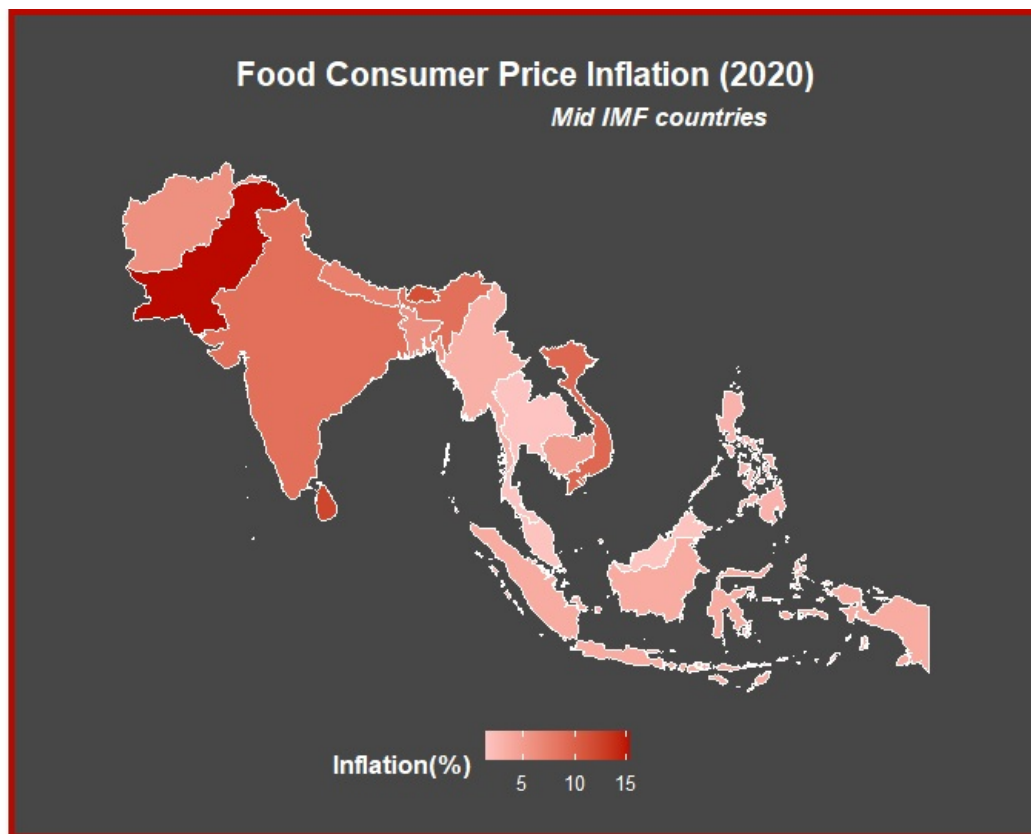 Food Consumer Price Inflation (2020)
Mid IMF countries
Inflation(%)
5 10 15